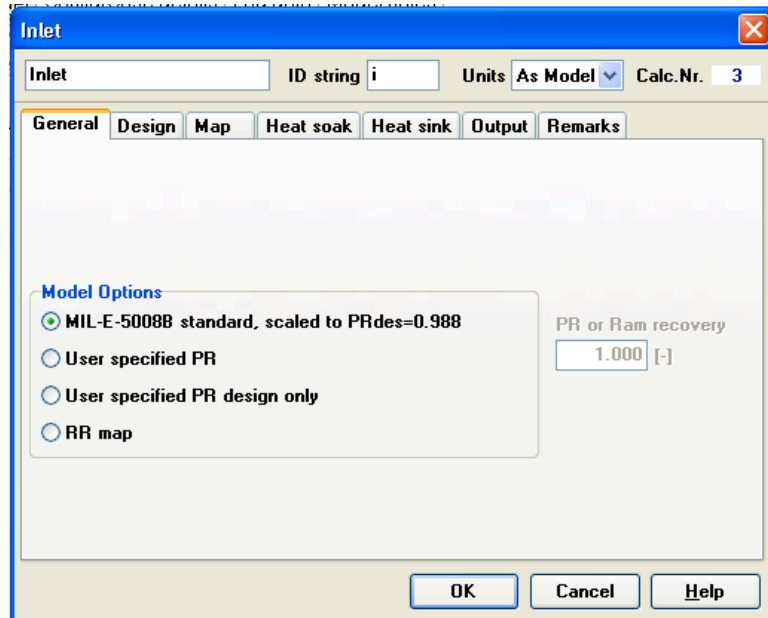 Inlet
Inlet ID string i Units As Model Calc.Nr. 3
General Design Map Heat soak Heat sink Output Remarks
Model Options
MIL-E-5008B standard, scaled to PRdes=0.988
PR or Ram recovery
User specified PR
1.000 [-]
User specified PR design only
RR map
OK Cancel Help